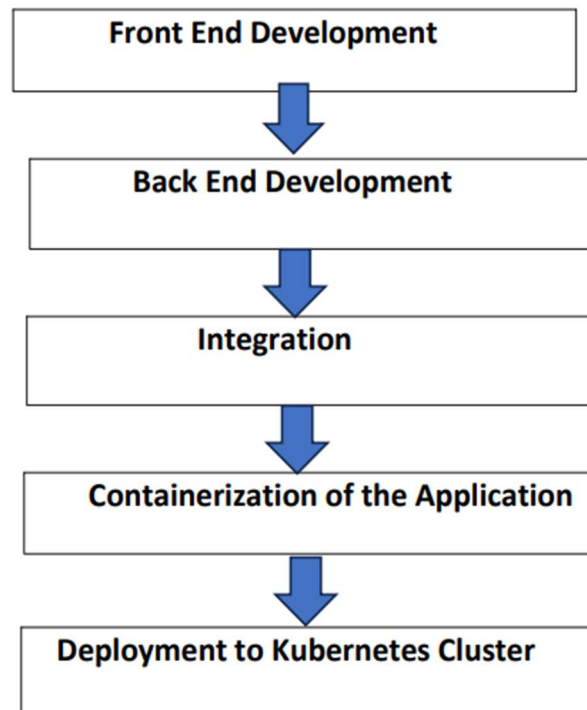 Front End Development
Back End Development
Integration
Containerization of the Application
Deployment to Kubernetes Cluster